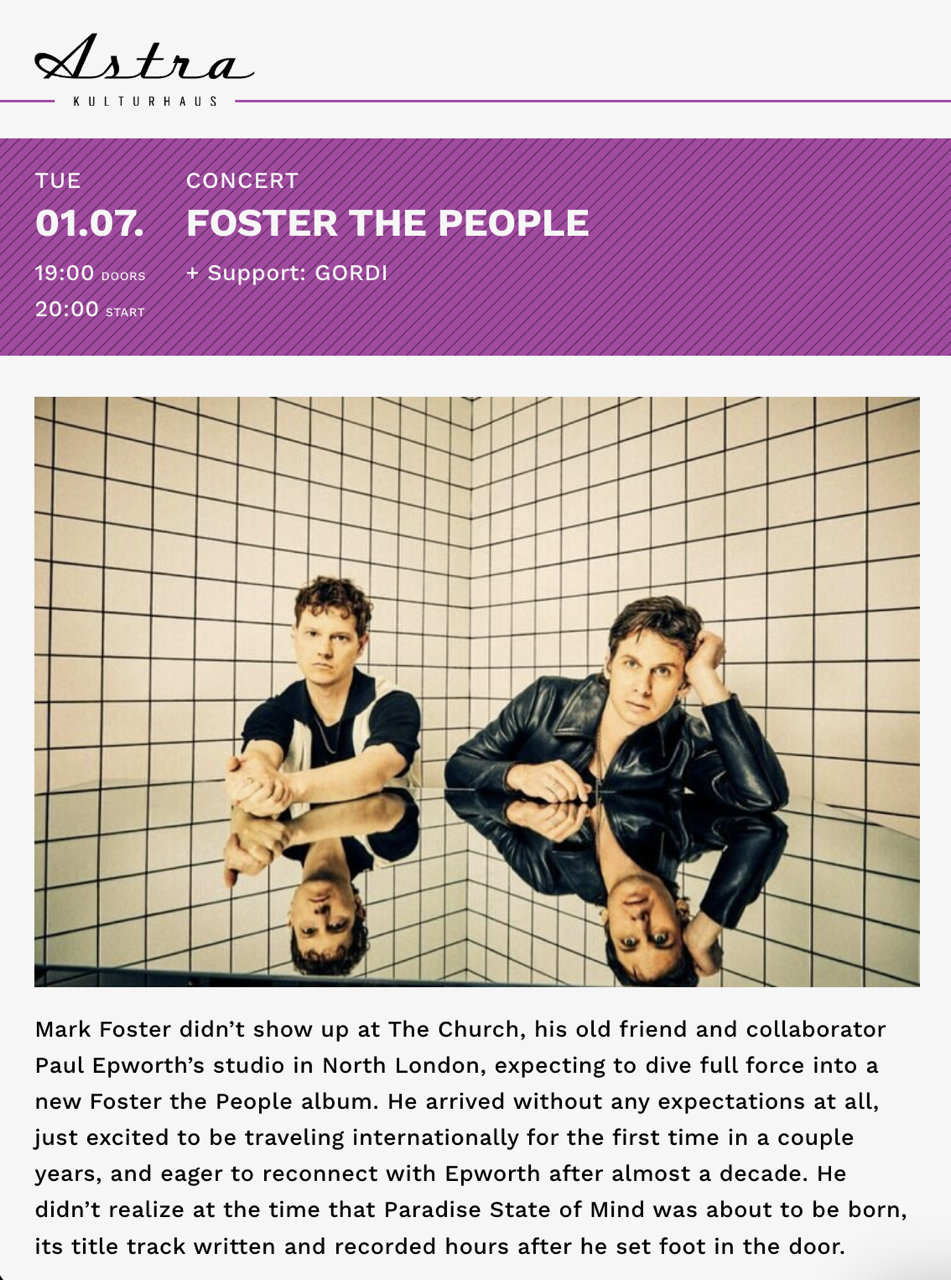 Astra
KULTURHAUS
TUE
01.07.
19:00 DOORS
20:00 START
CONCERT
FOSTER THE PEOPLE
+ Support: GORDI
Mark Foster didn’t show up at The Church, his old friend and collaborator
Paul Epworth’s studio in North London, expecting to dive full force into a
new Foster the People album. He arrived without any expectations at all,
just excited to be traveling internationally for the first time in a couple
years, and eager to reconnect with Epworth after almost a decade. He
didn’t realize at the time that Paradise State of Mind was about to be born,
its title track written and recorded hours after he set foot in the door.